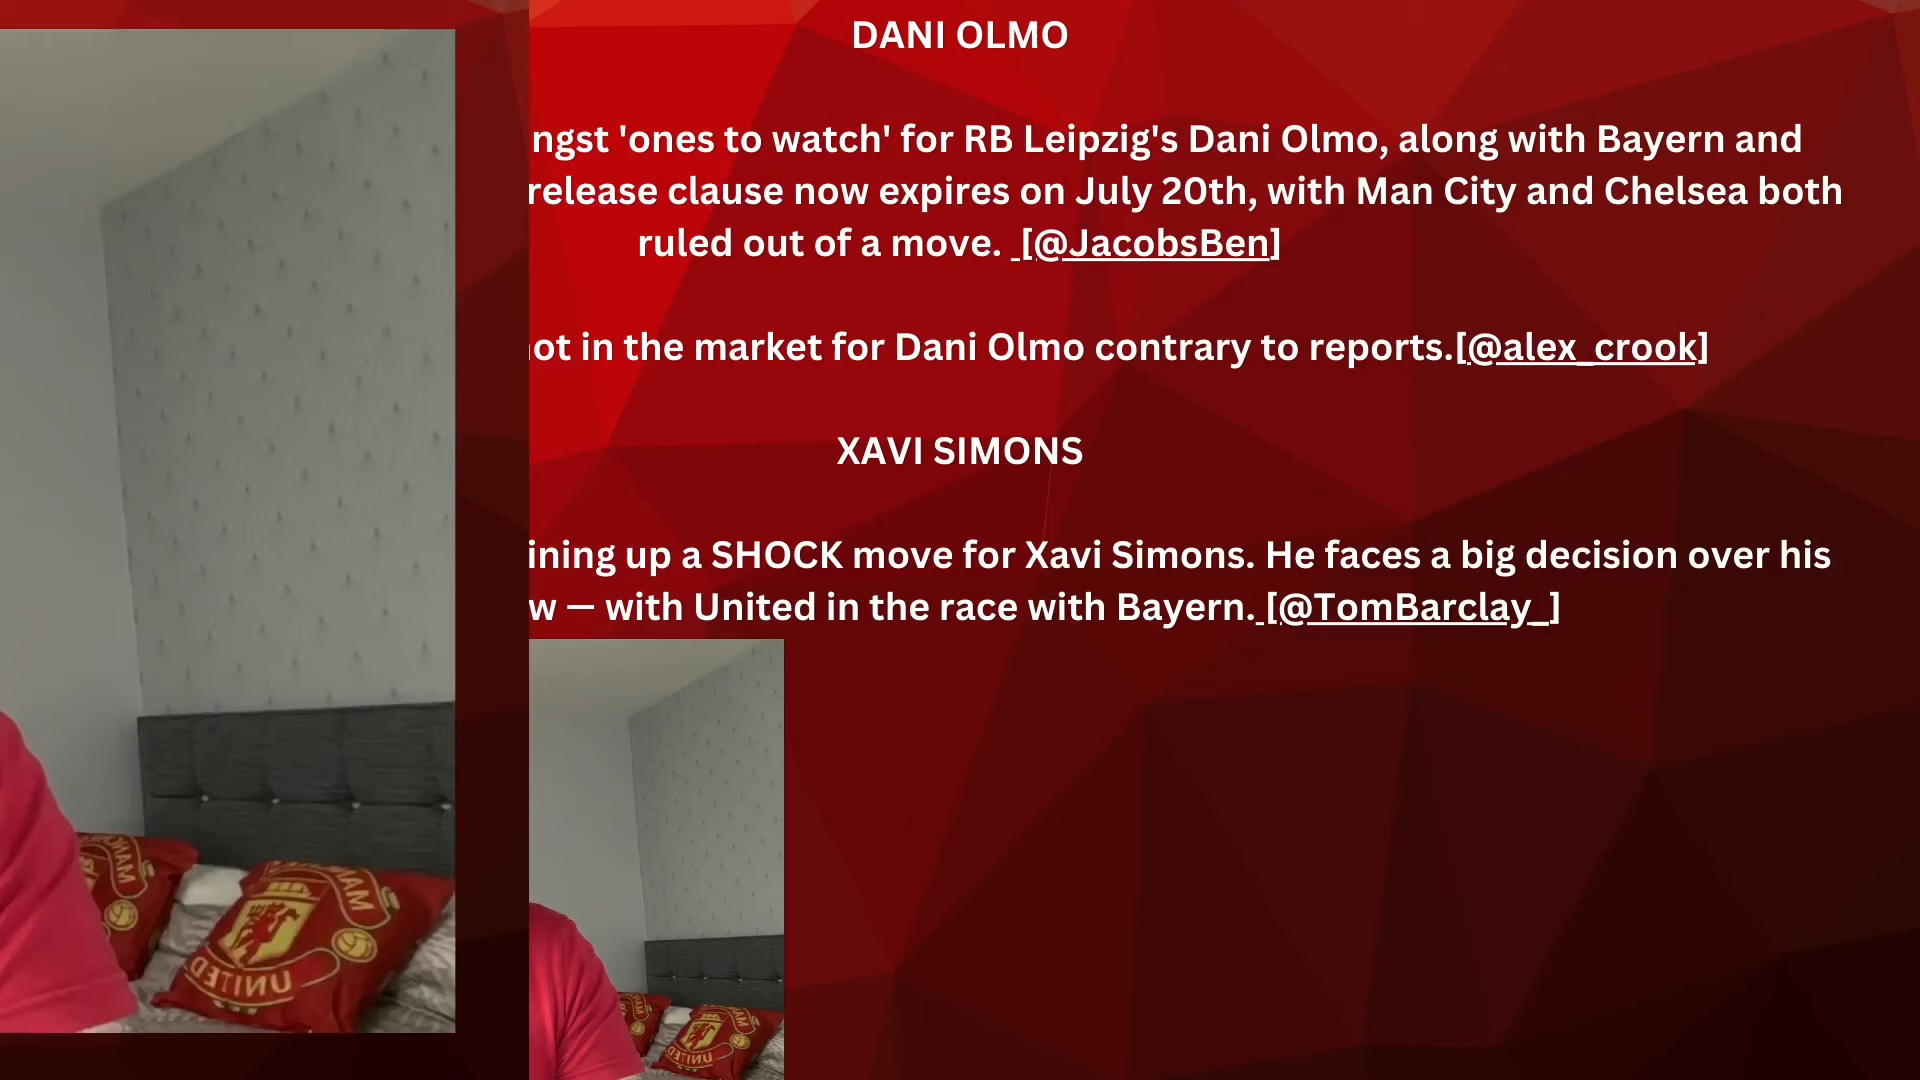 DANI OLMO
'ones to watch' for RB Leipzig's Dani Olmo, along with Bayern and
release clause now expires on July 20th, with Man City and Chelsea both
ruled out of a move. [@JacobsBen]
in the market for Dani Olmo contrary to reports.[@alex_crook]
XAVI SIMONS
up a SHOCK move for Xavi Simons. He faces a big decision over his
— with United in the race with Bayern. [@TomBarclay_]
UNITED
UNITED